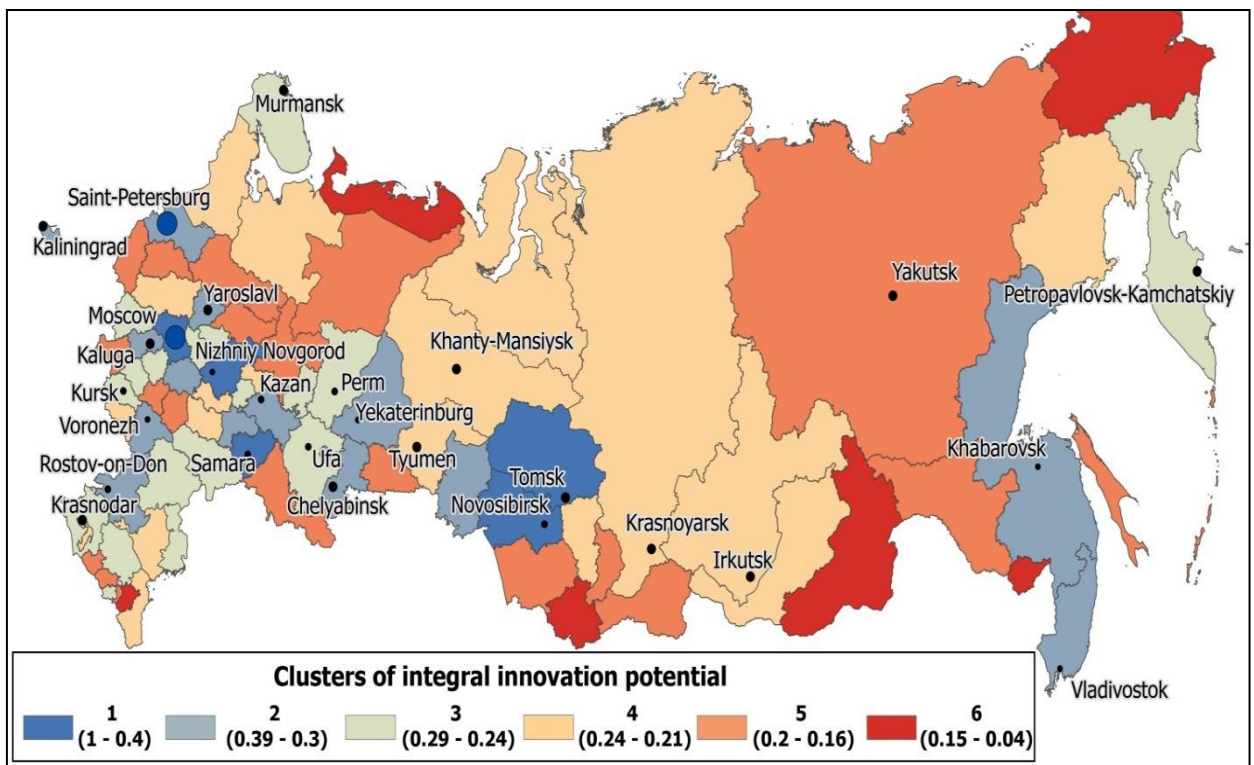 Murmansk
Saint-Petersburg
Kaliningrad
Yakutsk
Yaroslavl
Petropavlovsk-Kamchatskiy
Moscow
Khanty-Mansiysk
Nizhniy Novgorod
Kaluga
Kazan
Perm
Kursk
Yekaterinburg
Voronezh
Khabarovsk
Rostov-on-Don
Samara
Ufa
Tyumen
Tomsk
Chelyabinsk
Novosibirsk
Krasnodar
Krasnoyarsk
Irkutsk
Vladivostok
Clusters of integral innovation potential
1 2 3 4 5 6
(1 - 0.4) (0.39 - 0.3) (0.29 - 0.24) (0.24 - 0.21) (0.2 - 0.16) (0.15 - 0.04)